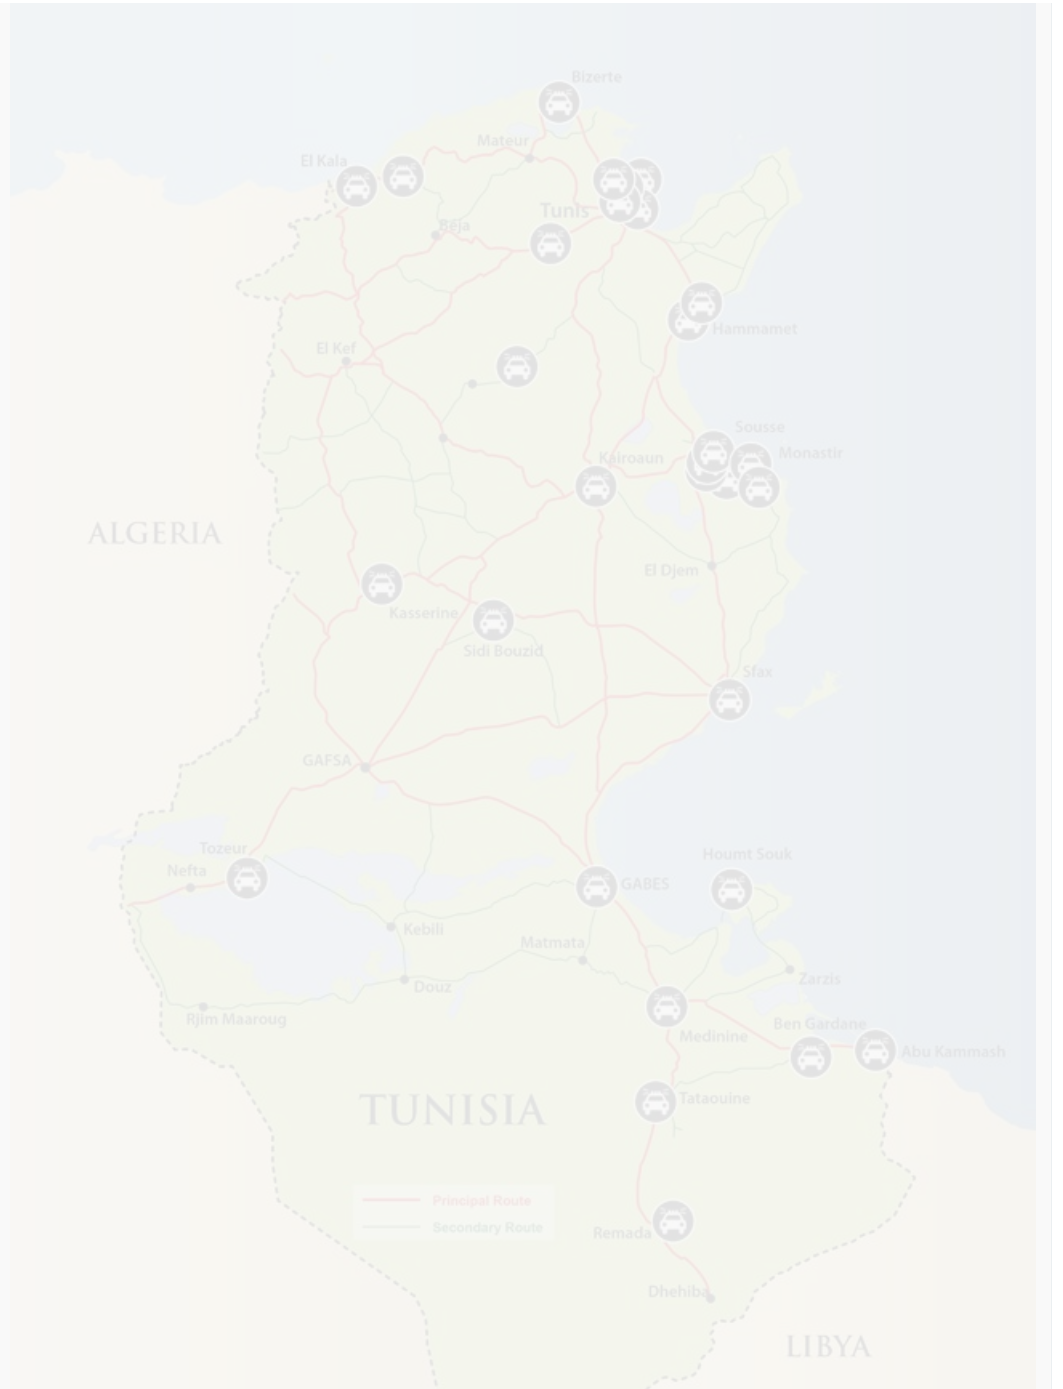 Bizerte
Mateur
El Kala
Tunis
Beja
Hammamet
El Kef
Sousse
Monastir
Kairoaun
ALGERIA
El Djem
Kasserine
Sidi Bouzid
Sfax
GAFSA
Tozeur
Houmt Souk
Nefta
GABES
Kebili
Matmata
Zarzis
Douz
Rjim Maaroug
Ben Gardane
Medinine
Abu Kammash
TUNISIA
Tataouine
Principal Route
Secondary Route
Remada
Dhehiba
LIBYA